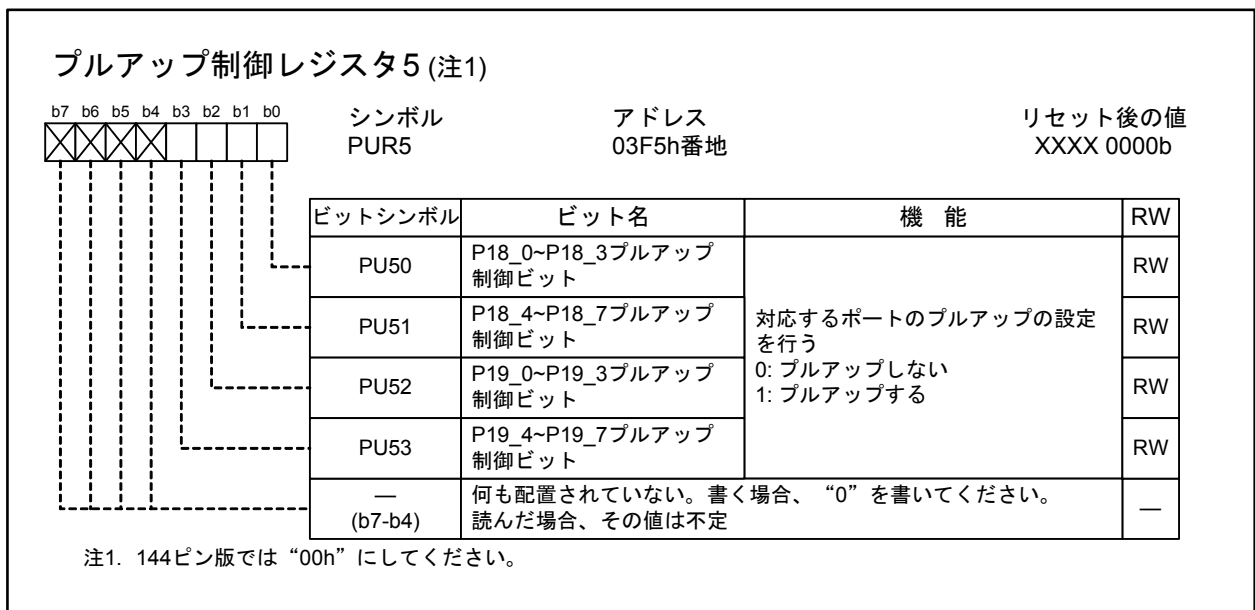 プルアップ制御レジスタ5 (注1)
b7 b6 b5 b4 b3 b2 b1 b0
シンボル アドレス リセット後の値
PUR5 03F5h番地 XXXX 0000b
ビットシンボル ビット名 機 能 RW
PU50 P18_0~P18_3プルアップ
制御ビット
RW
PU51 P18_4~P18_7プルアップ
制御ビット
RW
PU52 P19_0~P19_3プルアップ
制御ビット
RW
PU53 P19_4~P19_7プルアップ
制御ビット
RW
対応するポートのプルアップの設定
を行う
0: プルアップしない
1: プルアップする
—
(b7-b4)
何も配置されていない。書く場合、“0”を書いてください。
読んだ場合、その値は不定
—
注1. 144ピン版では“00h”にしてください。